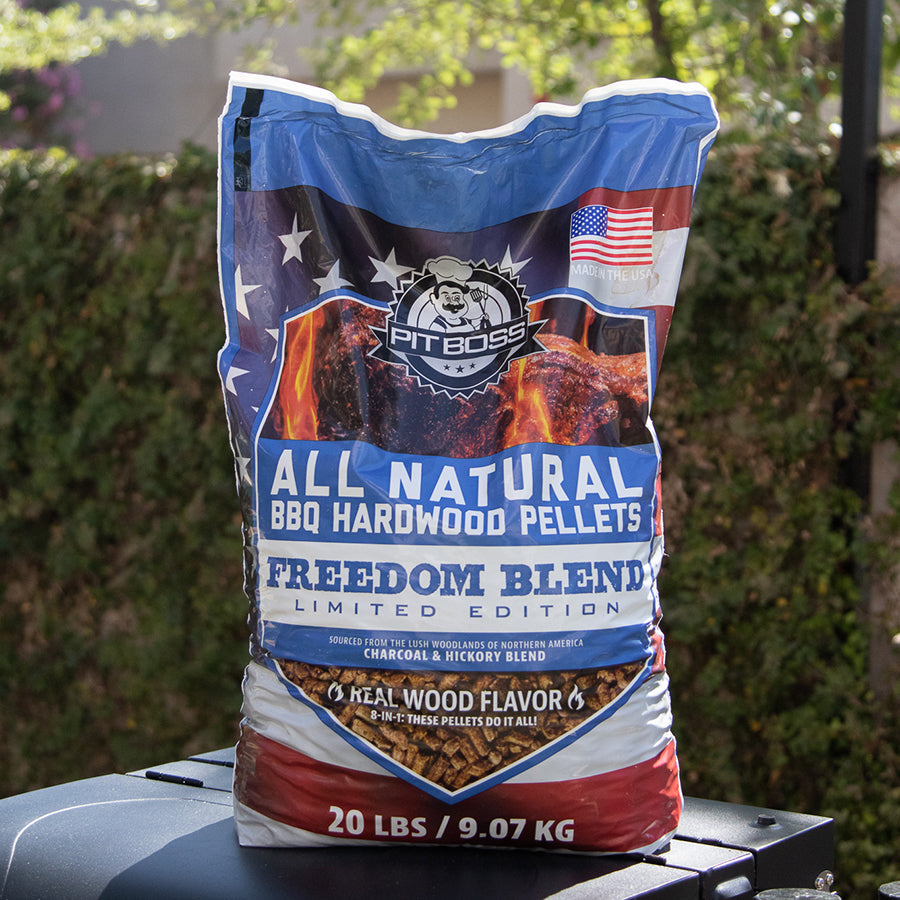 MADE IN THE USA
PIT BOSS
ALL NATURAL
BBQ HARDWOOD PELLETS
FREEDOM BLEND
LIMITED EDITION
SOURCED FROM THE LUSH WOODLANDS OF NORTHERN AMERICA
CHARCOAL & HICKORY BLEND
REAL WOOD FLAVOR
8-IN-1: THESE PELLETS DO IT ALL!
20 LBS / 9.07 KG